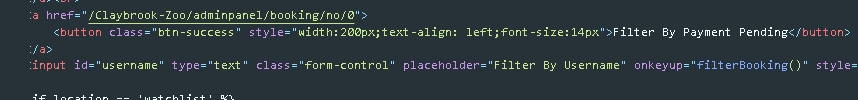 a href="/Claybrook-Zoo/adminpanel/booking/no/0">
<button class="btn-success" style="width:200px;text-align: left;font-size:14px">Filter By Payment Pending</button>
/a>
input id="username" type="text" class="form-control" placeholder="Filter By Username" onkeyup="filterBooking()" style=
if location == 'watchlist' %}